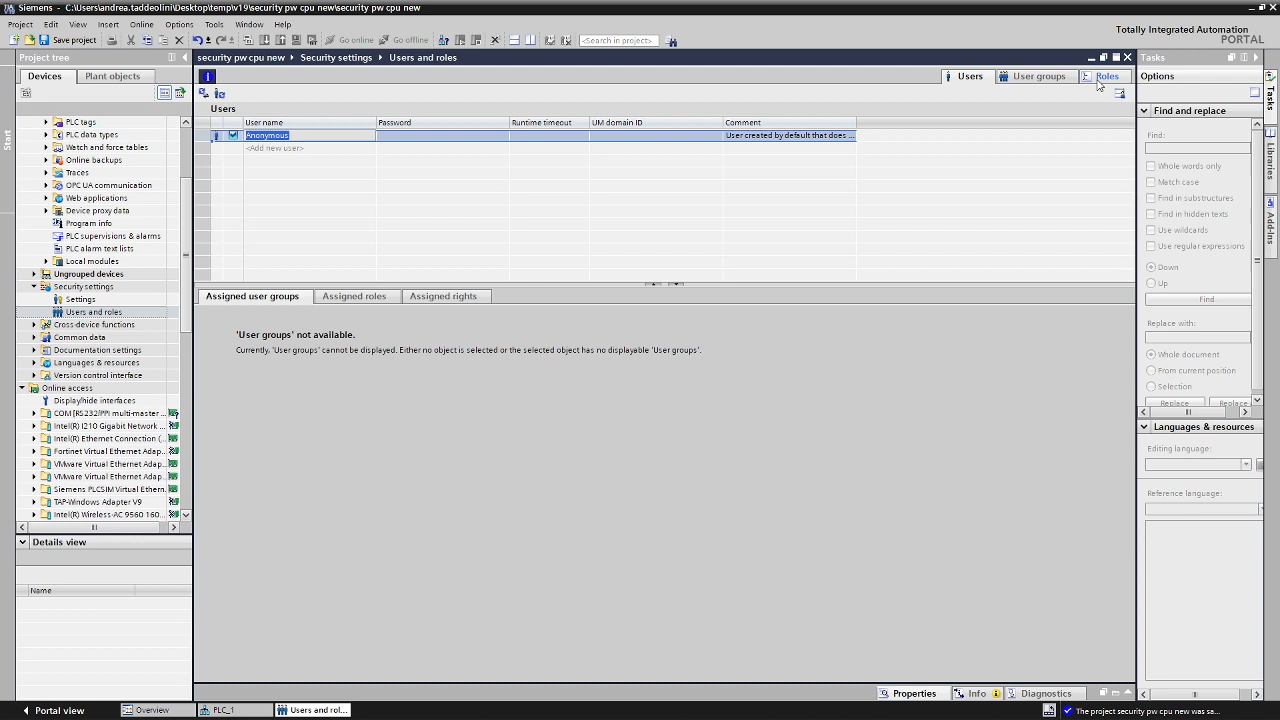 Siemens - C:\Users\andrea.taddeolini\Desktop\temp\v19\security pw cpu new\security pw cpu new
Project Edit View Insert Online Options Tools Window Help
Totally Integrated Automation
PORTAL
Save project
Go online
Go offline
<Search in project>
Project tree
security pw cpu new
Security settings
Users and roles
Tasks
Devices
Plant objects
Users
User groups
Roles
Options
Start
PLC tags
PLC data types
Watch and force tables
Online backups
Traces
OPC UA communication
Web applications
Device proxy data
Program info
PLC supervisions & alarms
PLC alarm text lists
Local modules
Ungrouped devices
Security settings
Settings
Users and roles
Cross-device functions
Common data
Documentation settings
Languages & resources
Version control interface
Online access
Display/hide interfaces
COM [RS232/PPI multi-master ...
Intel(R) I210 Gigabit Network ...
Intel(R) Ethernet Connection (...
Fortinet Virtual Ethernet Adap...
VMware Virtual Ethernet Adap...
VMware Virtual Ethernet Adap...
Siemens PLCSIM Virtual Ethern...
TAP-Windows Adapter V9
Intel(R) Wireless-AC 9560 160...
Details view
Name
Users
User name Password Runtime timeout UM domain ID Comment
Anonymous User created by default that does ...
<Add new user>
Assigned user groups
Assigned roles
Assigned rights
'User groups' not available.
Currently, 'User groups' cannot be displayed. Either no object is selected or the selected object has no displayable 'User groups'.
Find and replace
Find:
Whole words only
Match case
Find in substructures
Find in hidden texts
Use wildcards
Use regular expressions
Down
Up
Find
Replace with:
Whole document
From current position
Selection
Replace
Replace
Languages & resources
Editing language:
Reference language:
Tasks
Libraries
Add-Ins
Properties
Info
Diagnostics
Portal view
Overview
PLC_1
Users and rol...
The project security pw cpu new was sa...